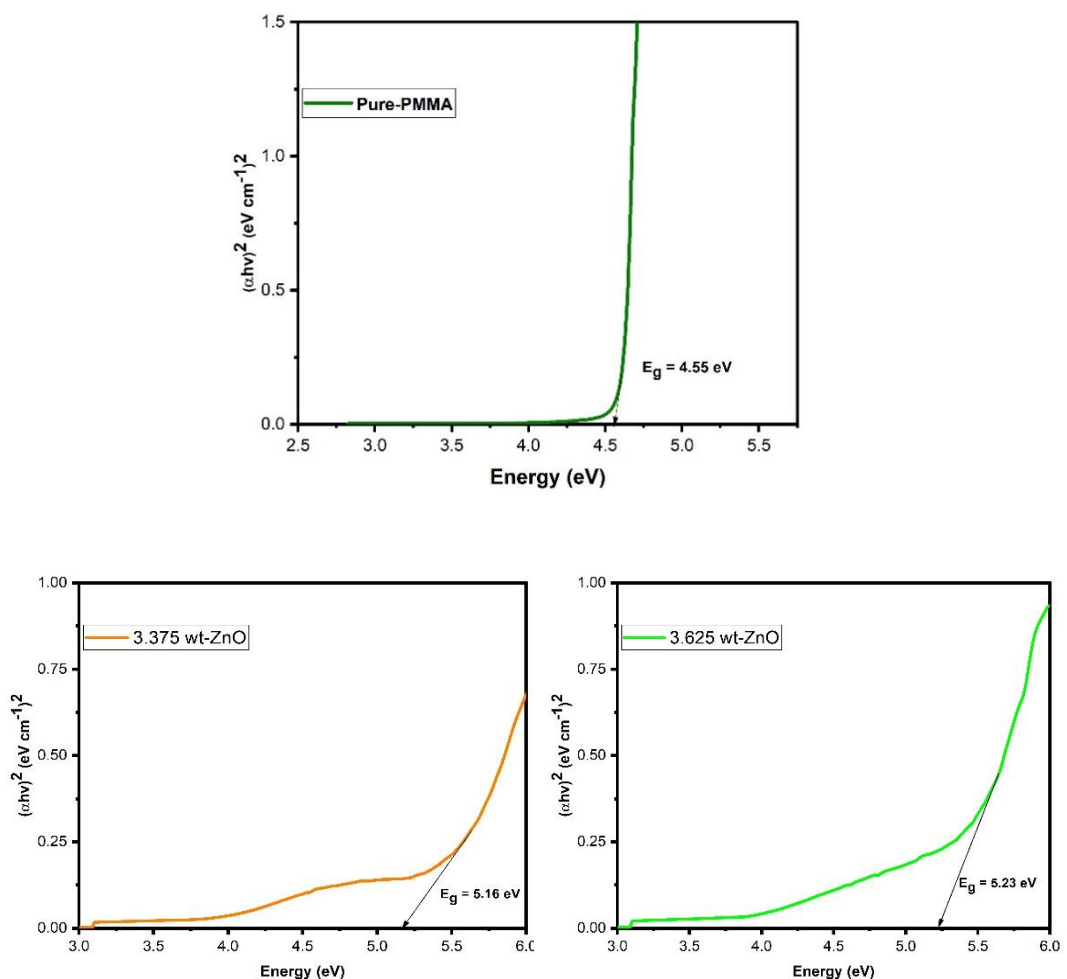 1.5
Pure-PMMA
1.0
(αhν)² (eV cm⁻¹)²
0.5
E_g = 4.55 eV
0.0
2.5 3.0 3.5 4.0 4.5 5.0 5.5
Energy (eV)
1.00
3.375 wt-ZnO
0.75
(αhν)² (eV cm⁻¹)²
0.50
0.25
E_g = 5.16 eV
0.00
3.0 3.5 4.0 4.5 5.0 5.5 6.0
Energy (eV)
1.00
3.625 wt-ZnO
0.75
(αhν)² (eV cm⁻¹)²
0.50
0.25
E_g = 5.23 eV
0.00
3.0 3.5 4.0 4.5 5.0 5.5 6.0
Energy (eV)